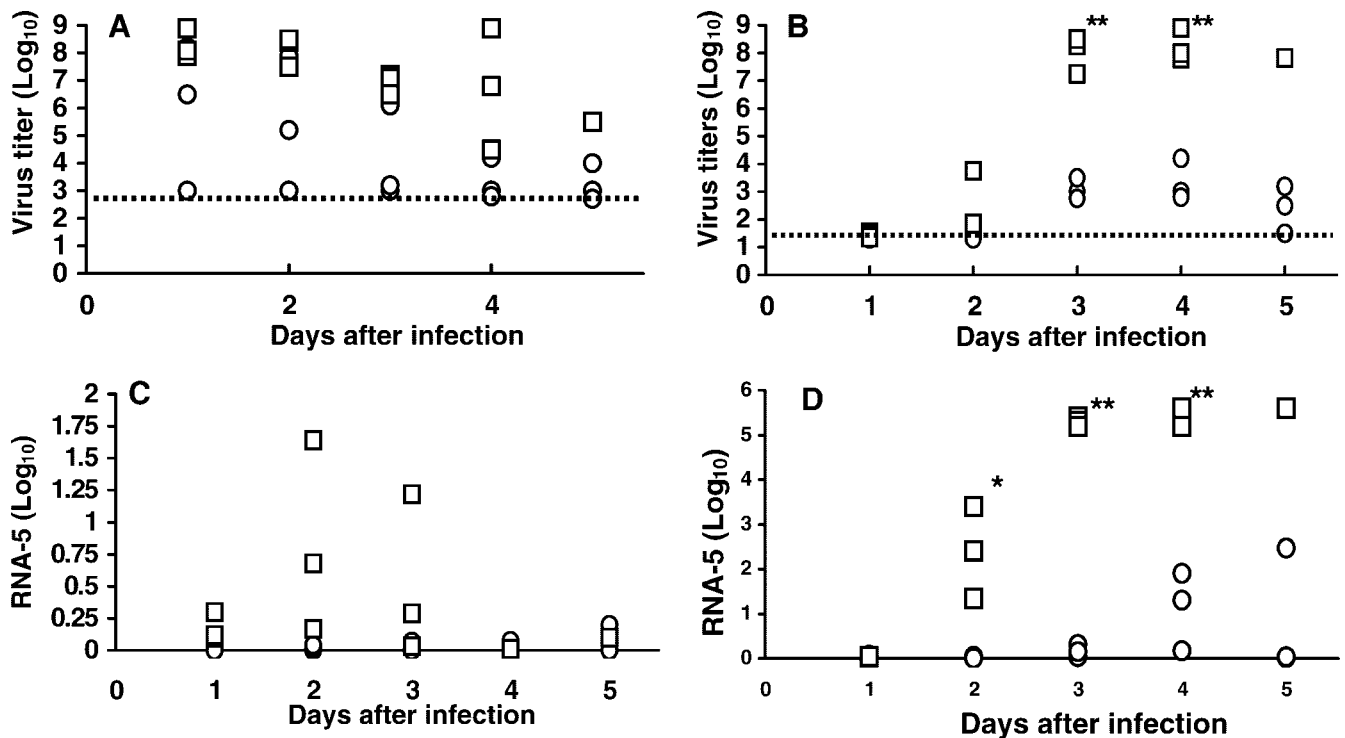 A
Virus titer (Log10)
9
8
7
6
5
4
3
2
1
0
0 2 4
Days after infection
B
Virus titers (Log10)
9
8
7
6
5
4
3
2
1
0
** **
0 1 2 3 4 5
Days after infection
C
RNA-5 (Log10)
2
1.75
1.5
1.25
1
0.75
0.5
0.25
0
0 1 2 3 4 5
Days after infection
D
RNA-5 (Log10)
6
5
4
3
2
1
0
** **
*
0 1 2 3 4 5
Days after infection